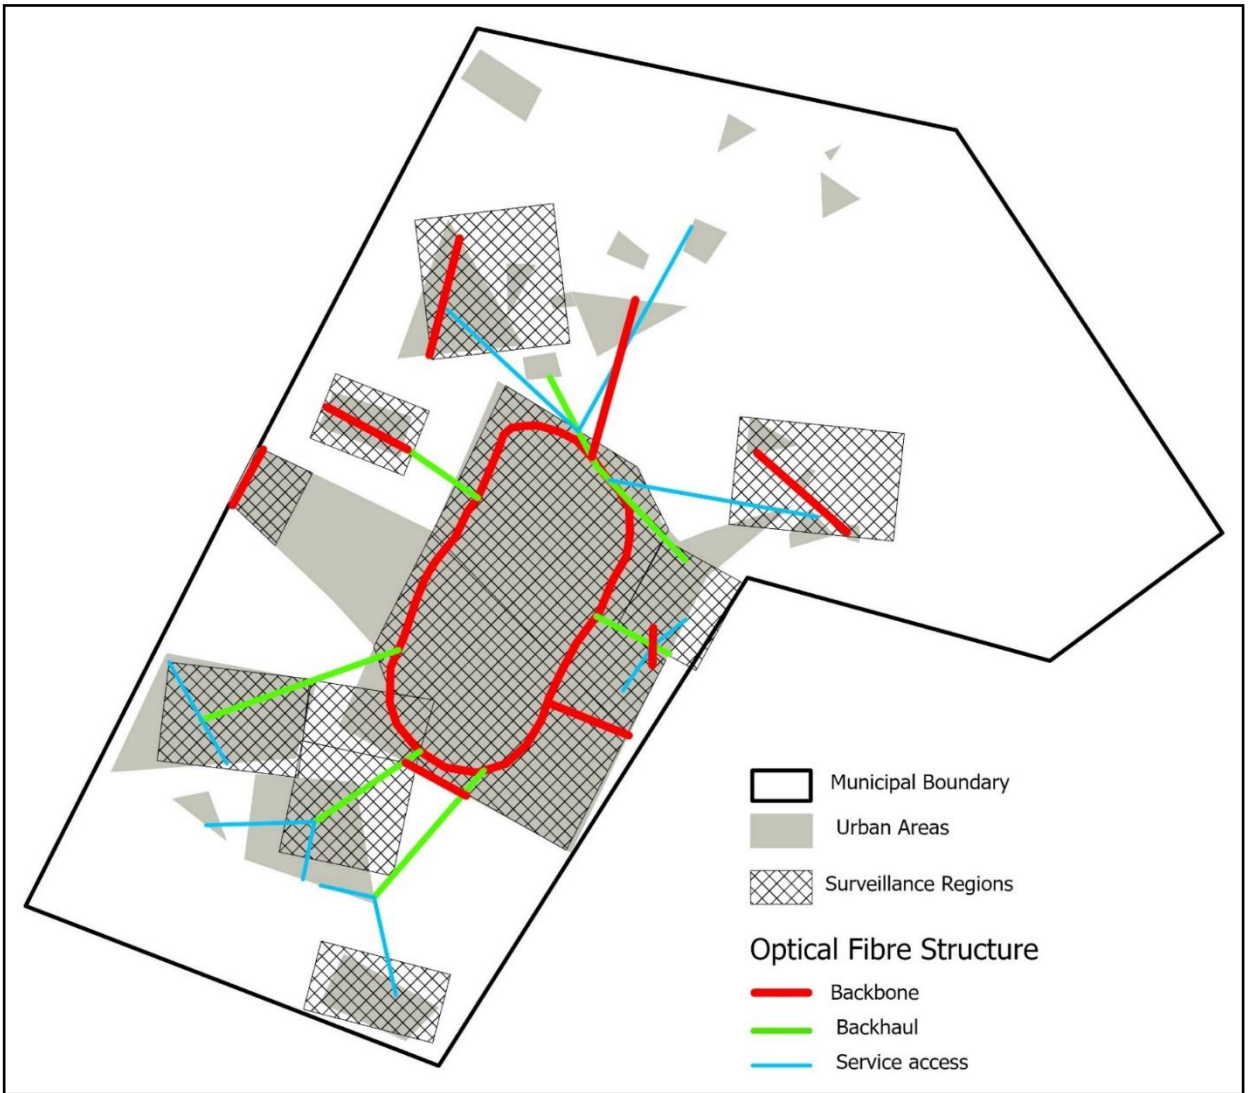 Municipal Boundary
Urban Areas
Surveillance Regions
Optical Fibre Structure
Backbone
Backhaul
Service access